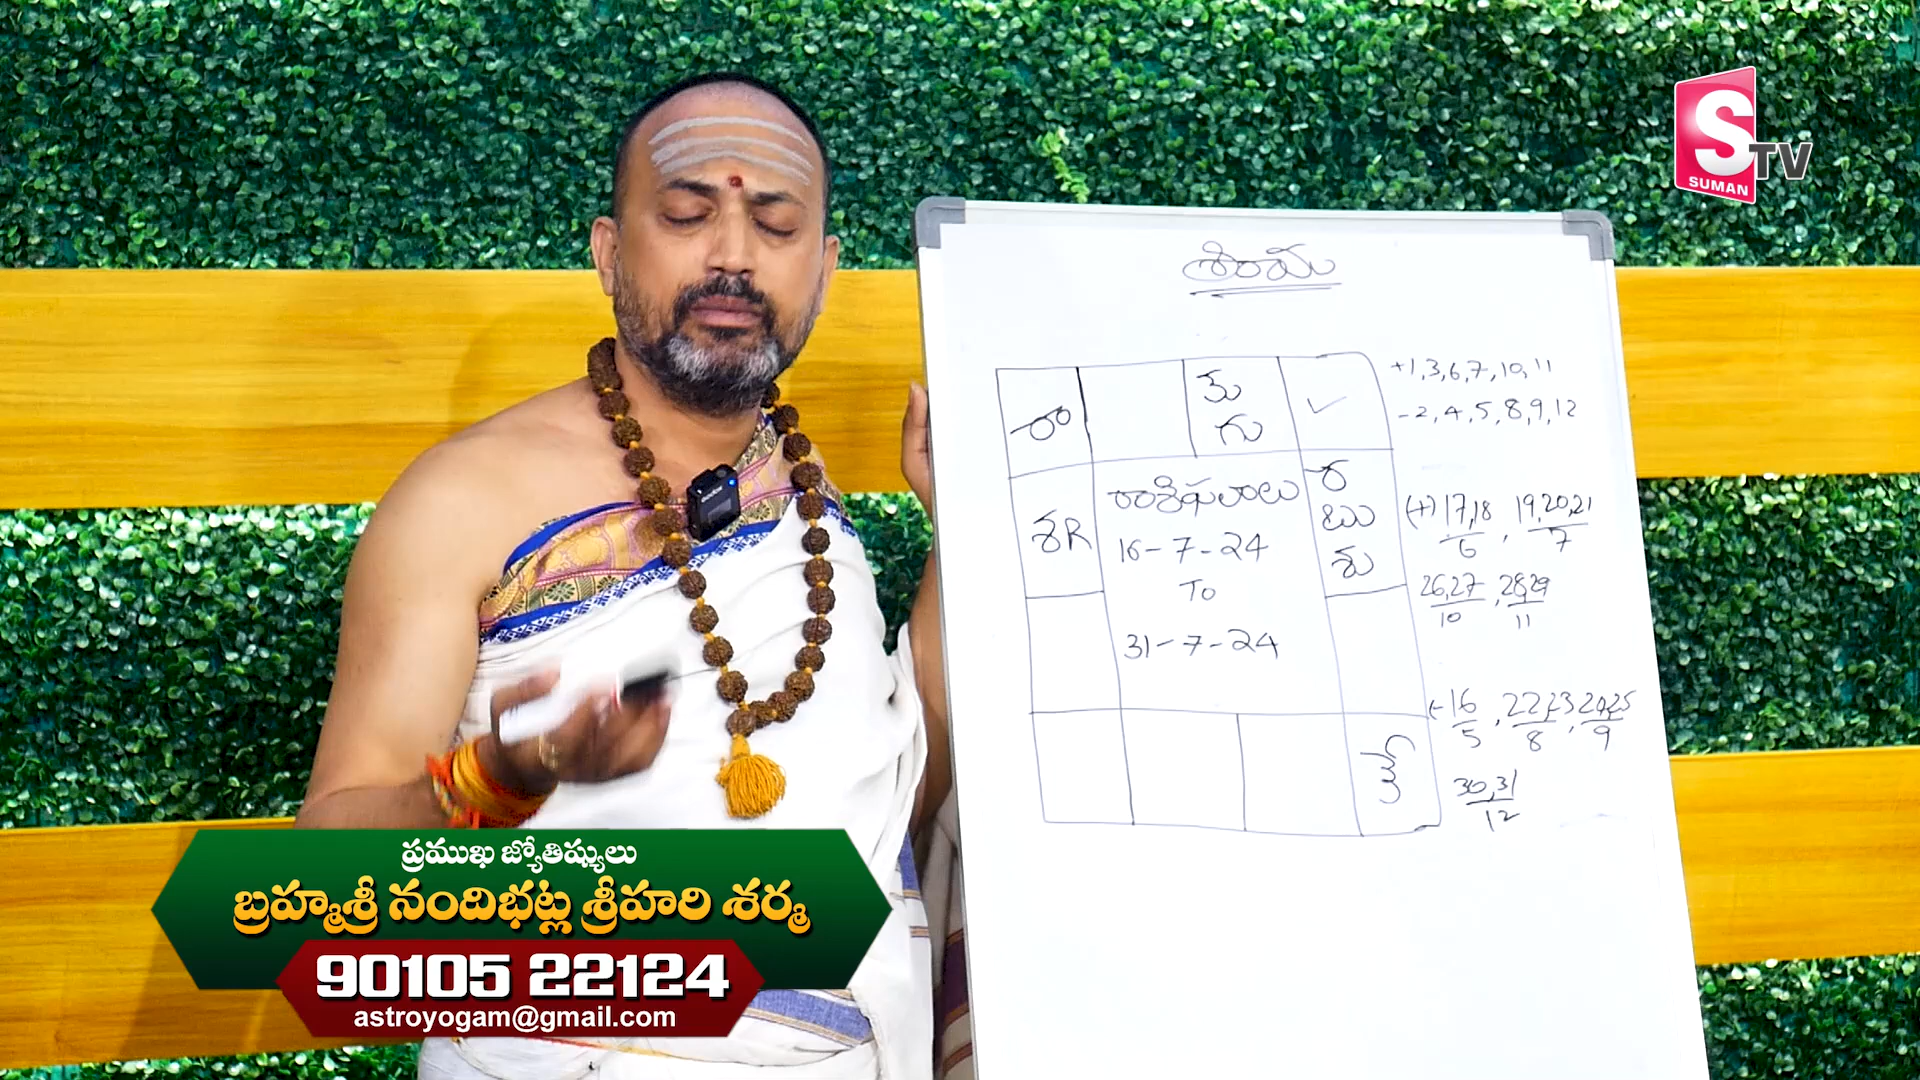 S TV
SUMAN
శ్రీరామ
రా
కు
గు
✓
+1,3,6,7,10,11
-2,4,5,8,9,12
శR
రాశిఫలాలు
16-7-24
To
31-7-24
ర
బు
శు
(+) 17,18 , 19,20,21
6 7
26,27 , 28,29
10 11
(-16 , 22,23 , 24,25
5 8 9
30,31
12
కే
ప్రముఖ జ్యోతిష్యులు
బ్రహ్మశ్రీ నందిభట్ల శ్రీహరి శర్మ
90105 22124
astroyogam@gmail.com